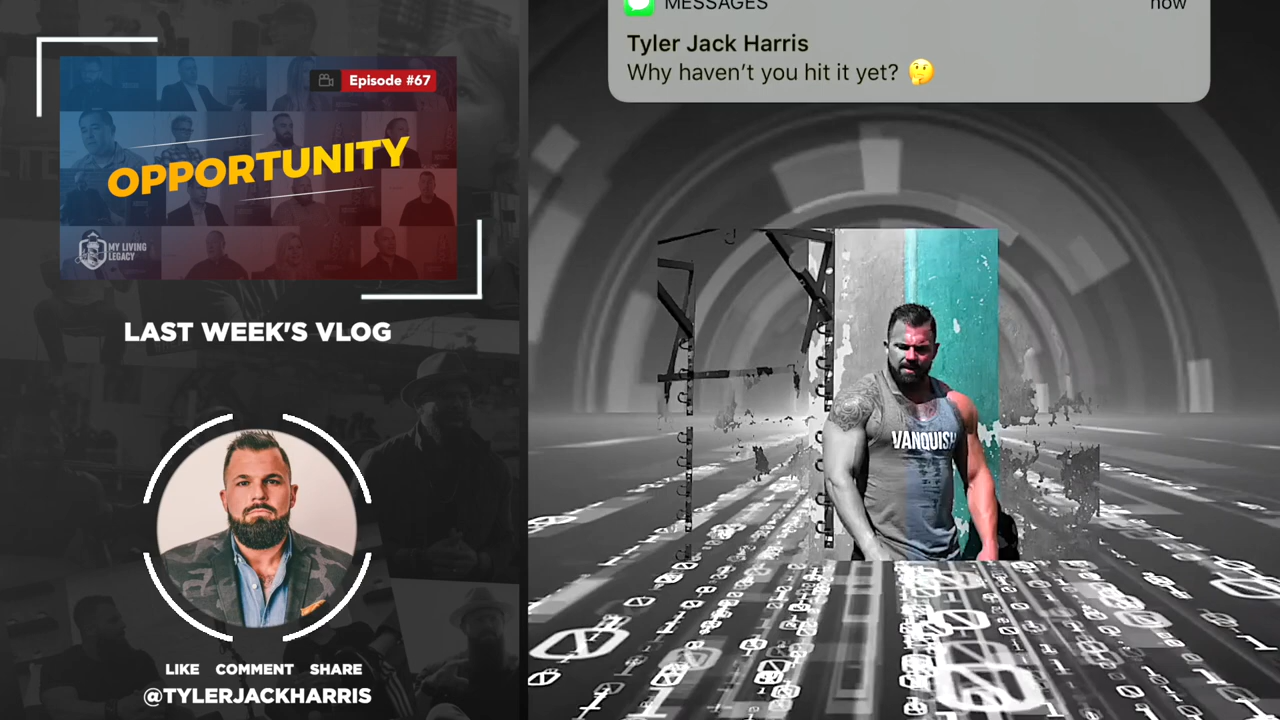 Episode #67
OPPORTUNITY
MY LIVING
LEGACY
LAST WEEK'S VLOG
LIKE COMMENT SHARE
@TYLERJACKHARRIS
MESSAGES now
Tyler Jack Harris
Why haven't you hit it yet? 🤔
VANQUISH